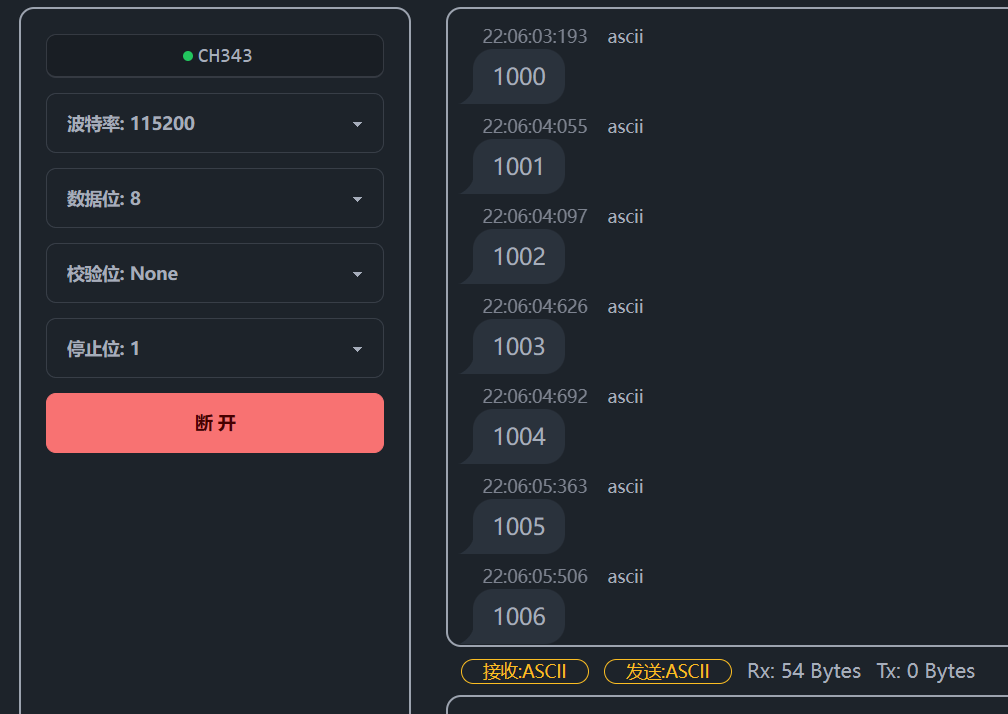 CH343
波特率: 115200
数据位: 8
校验位: None
停止位: 1
断 开
22:06:03:193 ascii
1000
22:06:04:055 ascii
1001
22:06:04:097 ascii
1002
22:06:04:626 ascii
1003
22:06:04:692 ascii
1004
22:06:05:363 ascii
1005
22:06:05:506 ascii
1006
接收:ASCII 发送:ASCII Rx: 54 Bytes Tx: 0 Bytes